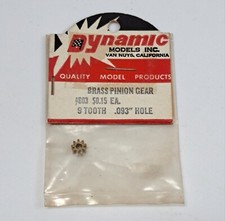 Dynamic
MODELS INC.
VAN NUYS, CALIFORNIA
QUALITY MODEL PRODUCTS
BRASS PINION GEAR
#603 $0.15 EA.
9 TOOTH .093" HOLE